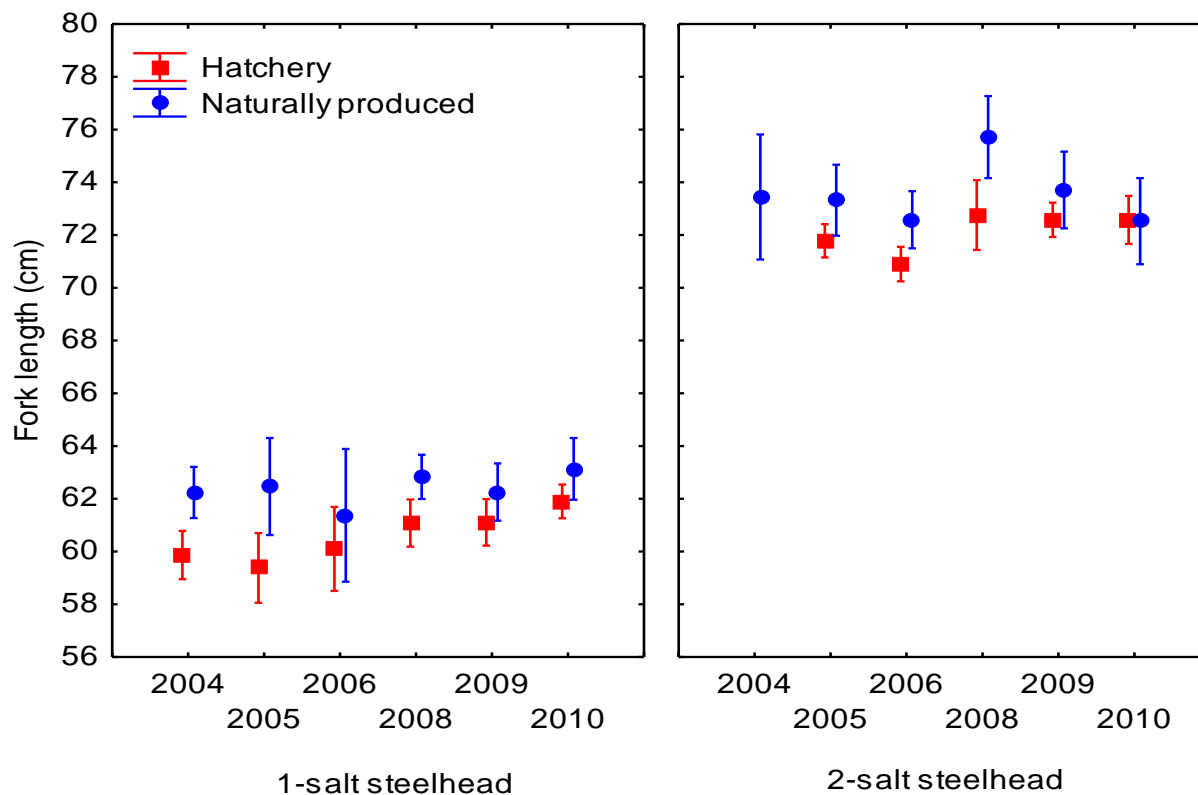 80
78
76
74
72
70
68
66
64
62
60
58
56
Fork length (cm)
Hatchery
Naturally produced
2004 2006 2009
2005 2008 2010
1-salt steelhead
2004 2006 2009
2005 2008 2010
2-salt steelhead